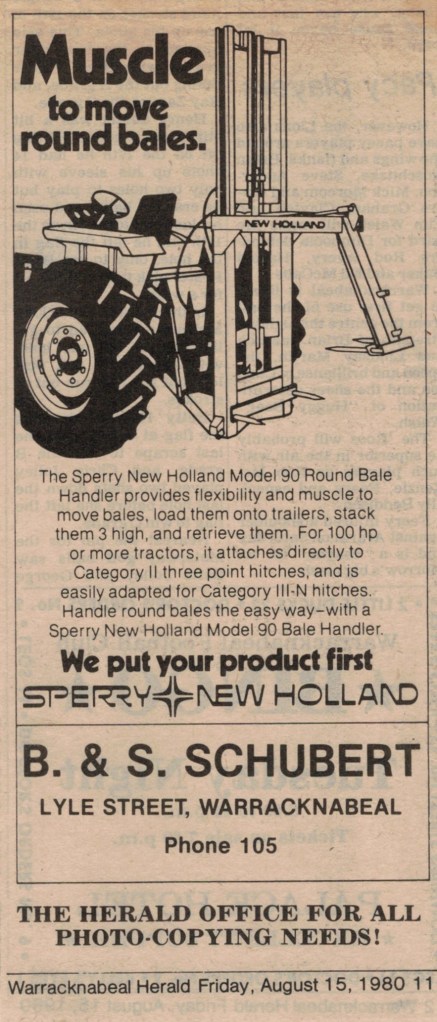 Muscle
to move
round bales.
NEW HOLLAND
The Sperry New Holland Model 90 Round Bale
Handler provides flexibility and muscle to
move bales, load them onto trailers, stack
them 3 high, and retrieve them. For 100 hp
or more tractors, it attaches directly to
Category II three point hitches, and is
easily adapted for Category III-N hitches.
Handle round bales the easy way–with a
Sperry New Holland Model 90 Bale Handler.
We put your product first
SPERRY NEW HOLLAND
B. & S. SCHUBERT
LYLE STREET, WARRACKNABEAL
Phone 105
THE HERALD OFFICE FOR ALL
PHOTO-COPYING NEEDS!
Warracknabeal Herald Friday, August 15, 1980 11